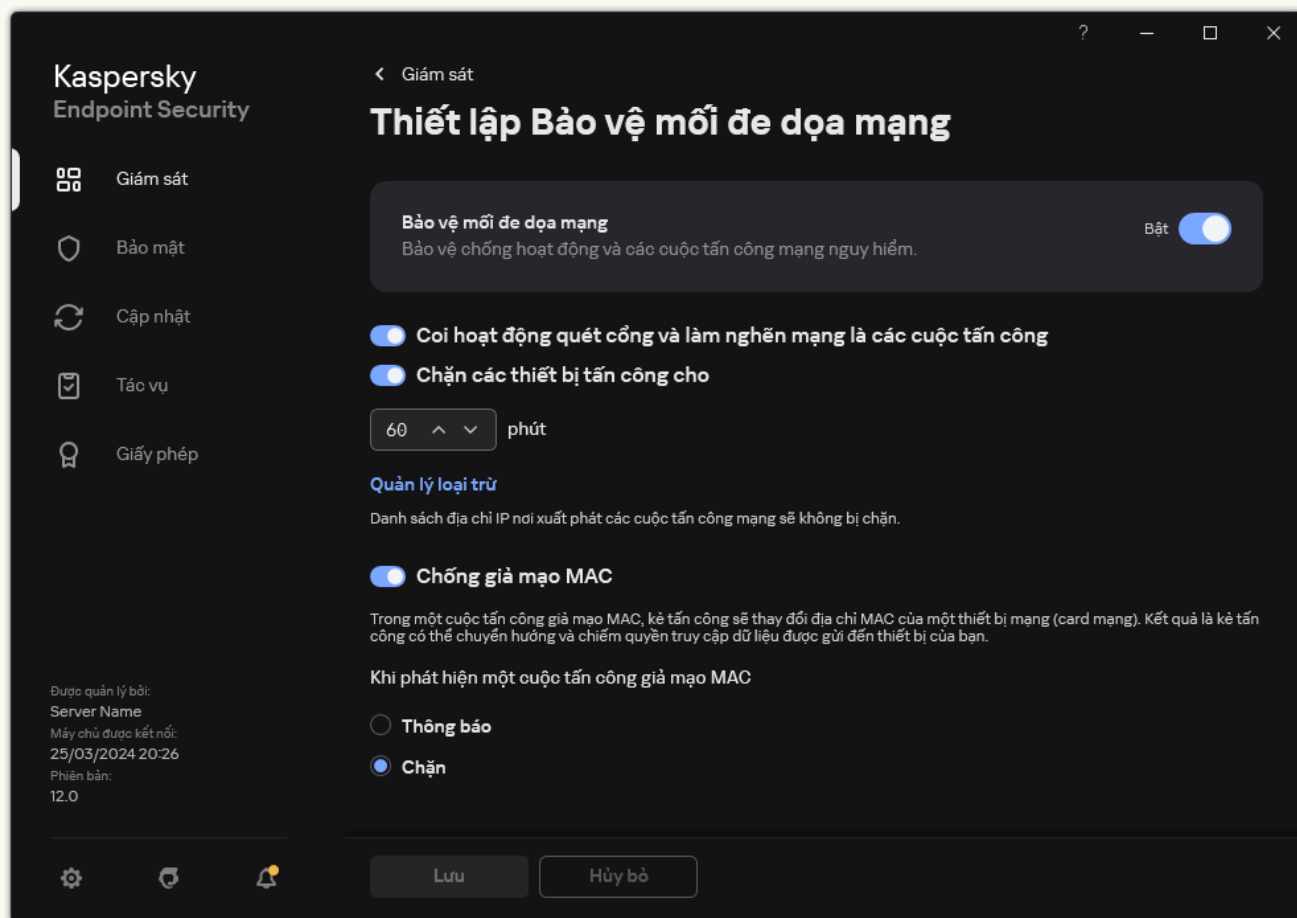 ?
Kaspersky
Endpoint Security
Giám sát
Bảo mật
Cập nhật
Tác vụ
Giấy phép
Được quản lý bởi:
Server Name
Máy chủ được kết nối:
25/03/2024 20:26
Phiên bản:
12.0
Giám sát
Thiết lập Bảo vệ mối đe dọa mạng
Bảo vệ mối đe dọa mạng
Bảo vệ chống hoạt động và các cuộc tấn công mạng nguy hiểm.
Bật
Coi hoạt động quét cổng và làm nghẽn mạng là các cuộc tấn công
Chặn các thiết bị tấn công cho
60 phút
Quản lý loại trừ
Danh sách địa chỉ IP nơi xuất phát các cuộc tấn công mạng sẽ không bị chặn.
Chống giả mạo MAC
Trong một cuộc tấn công giả mạo MAC, kẻ tấn công sẽ thay đổi địa chỉ MAC của một thiết bị mạng (card mạng). Kết quả là kẻ tấn
công có thể chuyển hướng và chiếm quyền truy cập dữ liệu được gửi đến thiết bị của bạn.
Khi phát hiện một cuộc tấn công giả mạo MAC
Thông báo
Chặn
Lưu
Hủy bỏ